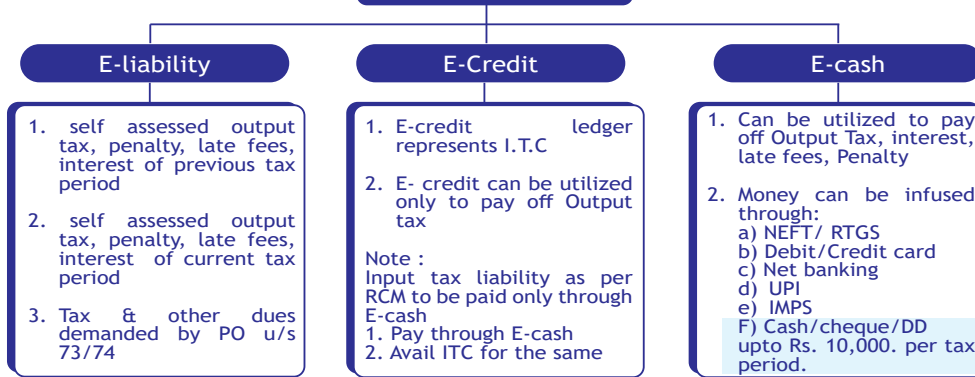 E-liability
1. self assessed output
tax, penalty, late fees,
interest of previous tax
period
2. self assessed output
tax, penalty, late fees,
interest of current tax
period
3. Tax & other dues
demanded by PO u/s
73/74
E-Credit
1. E-credit ledger
represents I.T.C
2. E- credit can be utilized
only to pay off Output
tax
Note :
Input tax liability as per
RCM to be paid only through
E-cash
1. Pay through E-cash
2. Avail ITC for the same
E-cash
1. Can be utilized to pay
off Output Tax, interest,
late fees, Penalty
2. Money can be infused
through:
a) NEFT/ RTGS
b) Debit/Credit card
c) Net banking
d) UPI
e) IMPS
F) Cash/cheque/DD
upto Rs. 10,000. per tax
period.